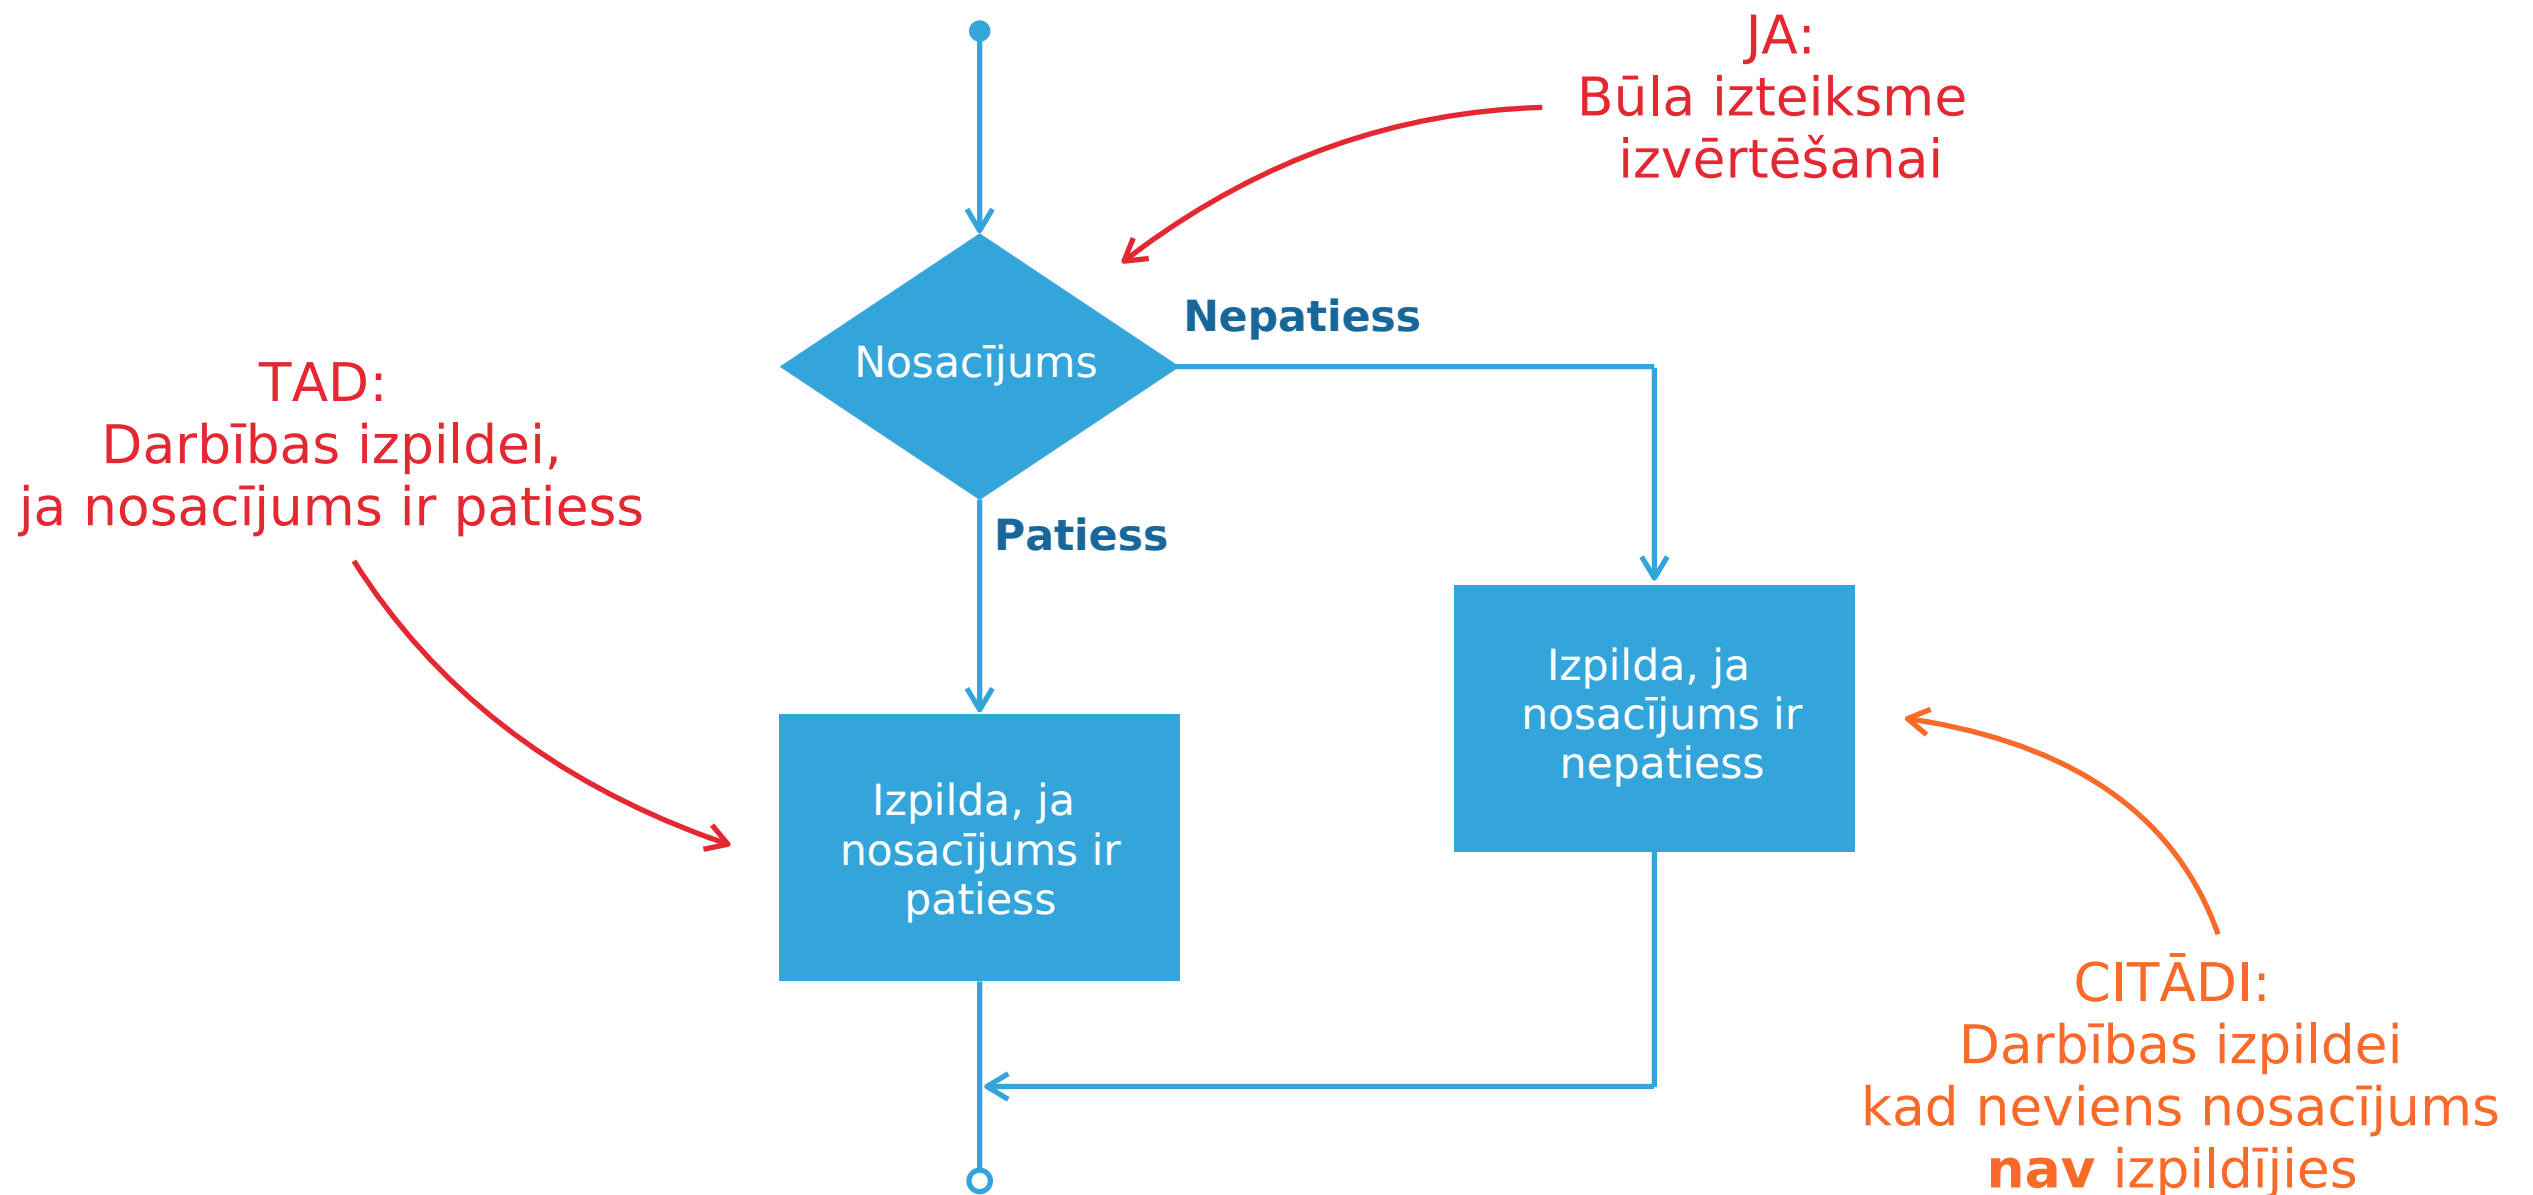 JA:
Būla izteiksme
izvērtēšanai
Nepatiess
Nosacījums
TAD:
Darbības izpildei,
ja nosacījums ir patiess
Patiess
Izpilda, ja
nosacījums ir
nepatiess
Izpilda, ja
nosacījums ir
patiess
CITĀDI:
Darbības izpildei
kad neviens nosacījums
nav izpildījies